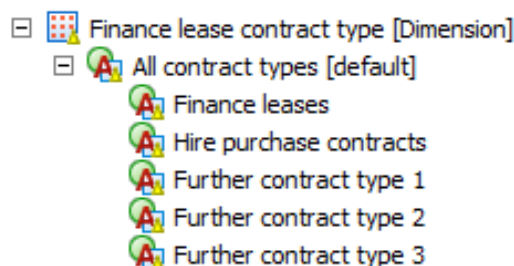 Finance lease contract type [Dimension]
All contract types [default]
Finance leases
Hire purchase contracts
Further contract type 1
Further contract type 2
Further contract type 3